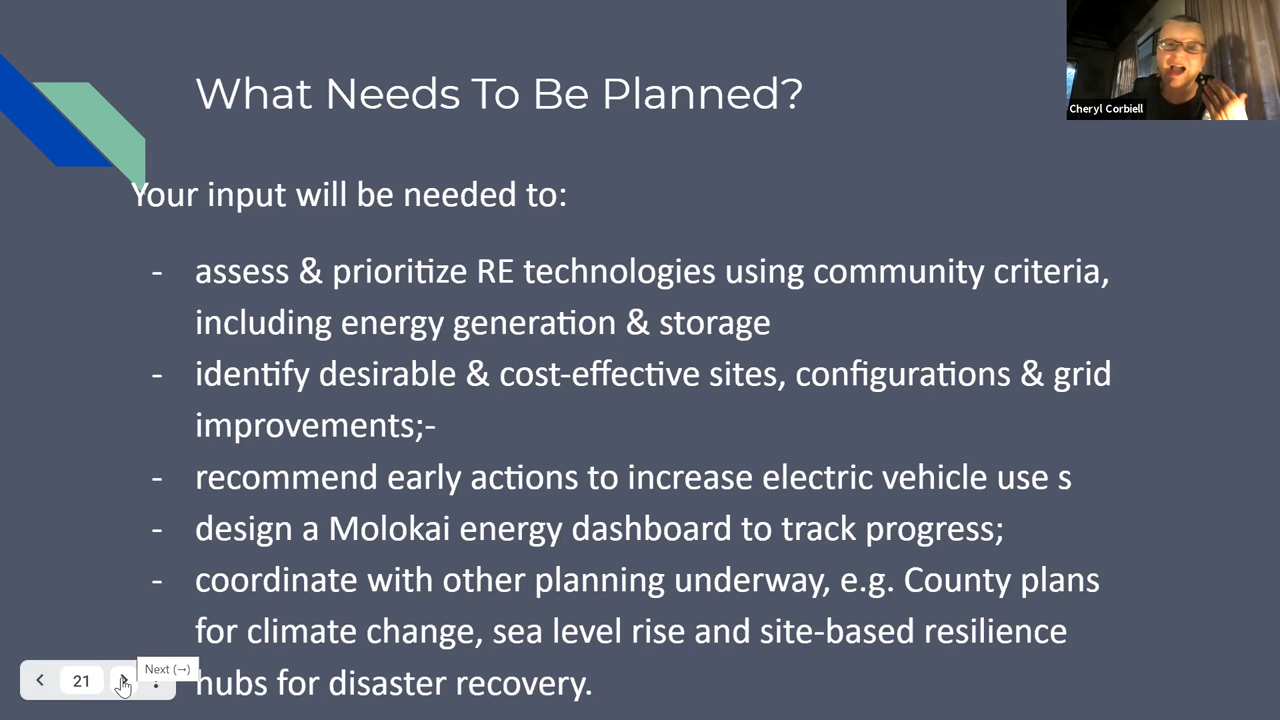 What Needs To Be Planned?
Cheryl Corbiell
Your input will be needed to:
- assess & prioritize RE technologies using community criteria,
including energy generation & storage
- identify desirable & cost-effective sites, configurations & grid
improvements;-
- recommend early actions to increase electric vehicle use s
- design a Molokai energy dashboard to track progress;
- coordinate with other planning underway, e.g. County plans
for climate change, sea level rise and site-based resilience
hubs for disaster recovery.
Next (→)
21